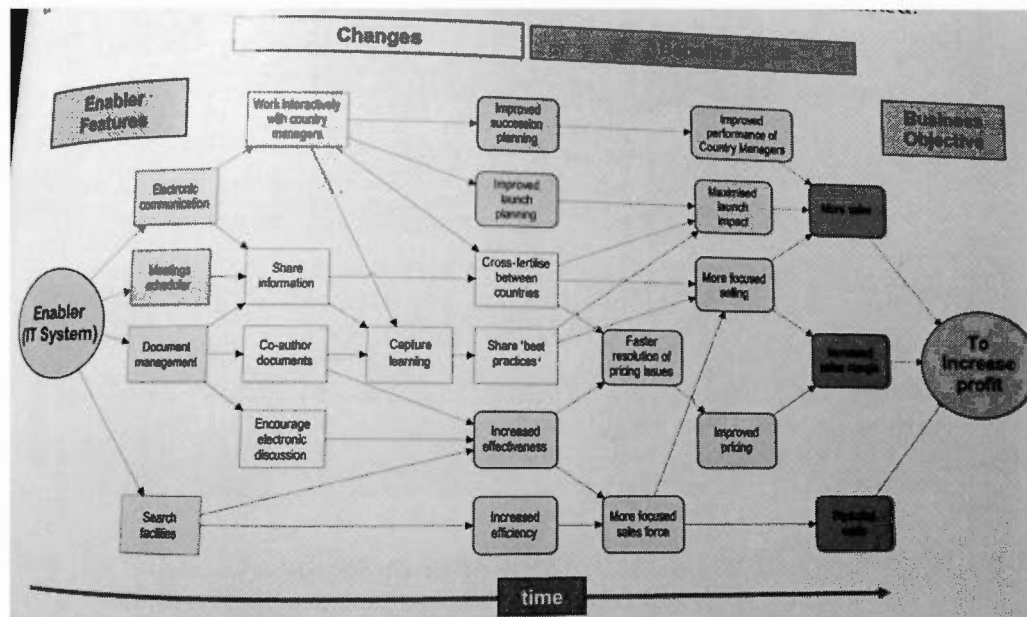 Changes
Benefits
Enabler
Features
Work interactively
with country
managers
Improved
succession
planning
Improved
performance of
Country Managers
Business
Objective
Electronic
communication
Improved
launch
planning
Maximised
launch
impact
More sales
Meetings
scheduler
Share
information
Cross-fertilise
between
countries
More focused
selling
Enabler
(IT System)
Document
management
Co-author
documents
Capture
learning
Share 'best
practices'
Faster
resolution of
pricing issues
Increased
To
Increase
profit
Encourage
electronic
discussion
Increased
effectiveness
Improved
pricing
Search
facilities
Increased
efficiency
More focused
sales force
Reduced
costs
time